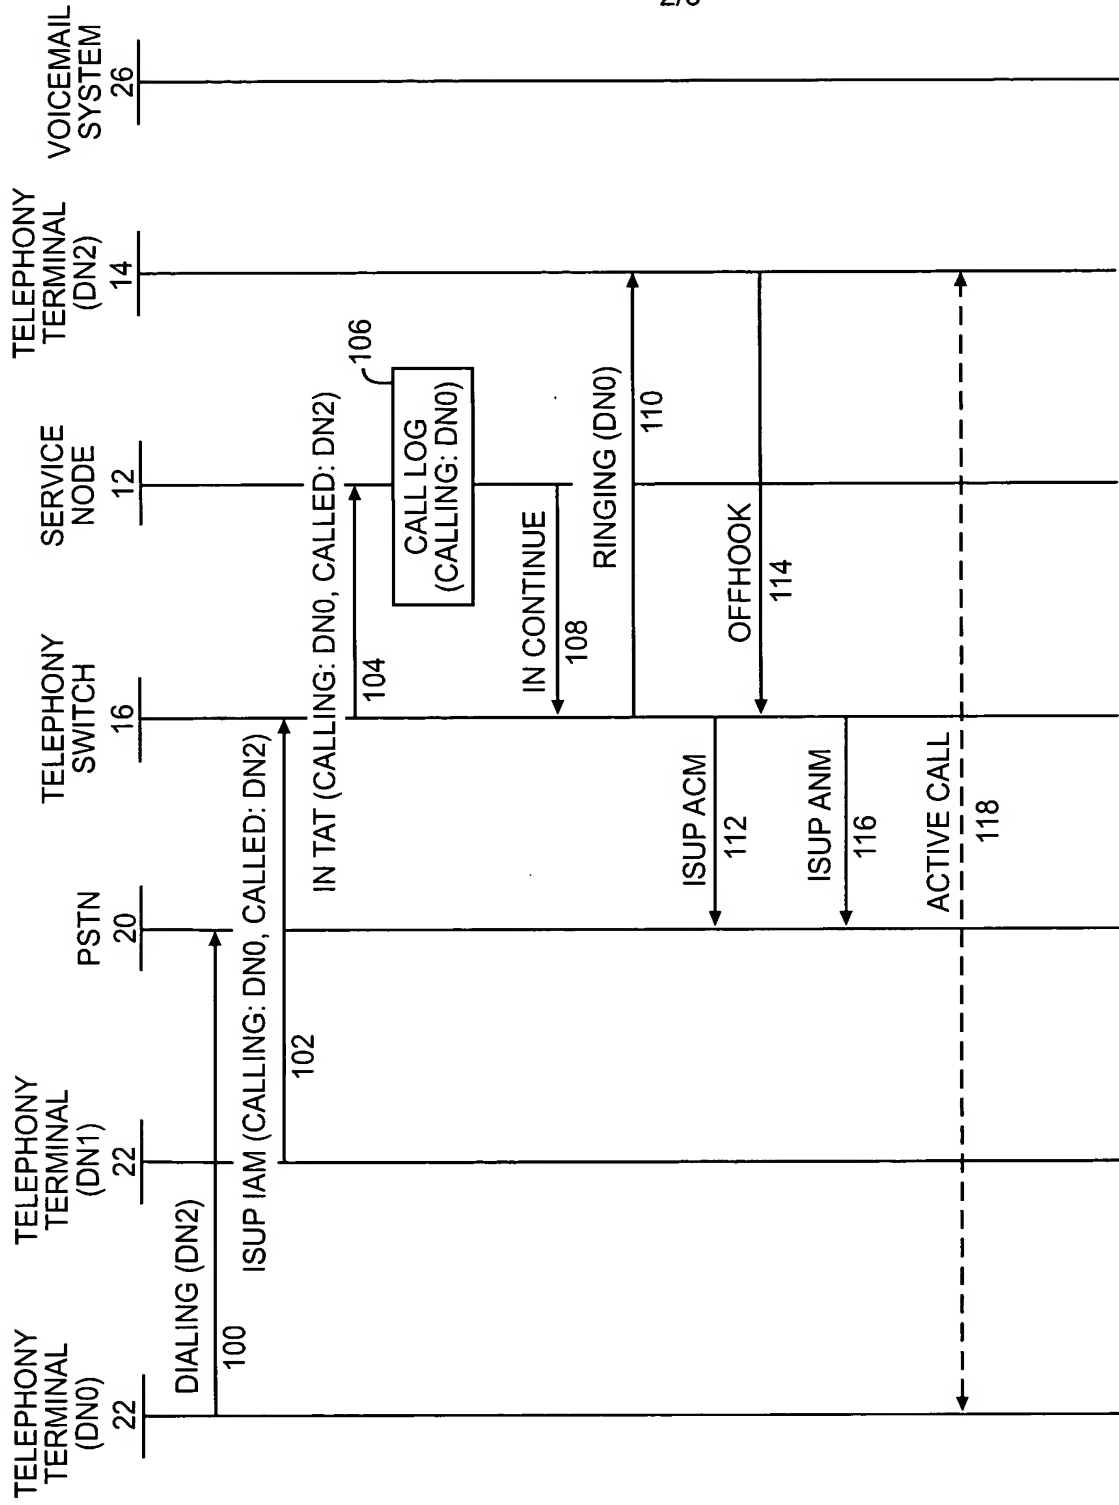 TELEPHONY
TERMINAL
(DN0)
22
TELEPHONY
TERMINAL
(DN1)
22
PSTN
20
TELEPHONY
SWITCH
16
SERVICE
NODE
12
TELEPHONY
TERMINAL
(DN2)
14
VOICEMAIL
SYSTEM
26
DIALING (DN2)
100
ISUP IAM (CALLING: DN0, CALLED: DN2)
102
IN TAT (CALLING: DN0, CALLED: DN2)
104
106
CALL LOG
(CALLING: DN0)
IN CONTINUE
108
RINGING (DN0)
110
ISUP ACM
112
OFFHOOK
114
ISUP ANM
116
ACTIVE CALL
118